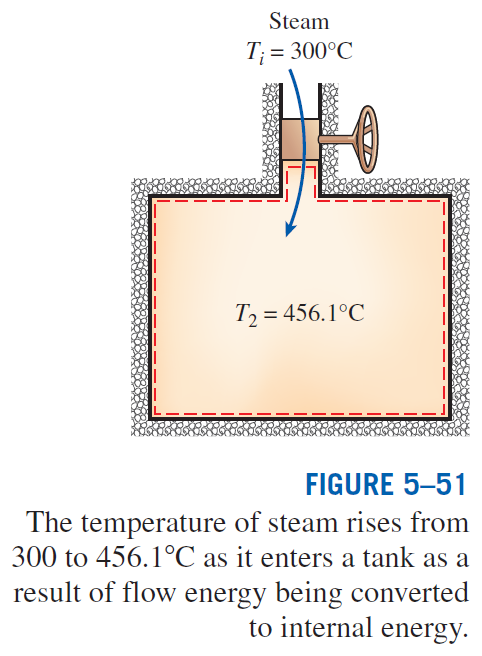 Steam
Tᵢ = 300°C
T₂ = 456.1°C
FIGURE 5–51
The temperature of steam rises from
300 to 456.1°C as it enters a tank as a
result of flow energy being converted
to internal energy.